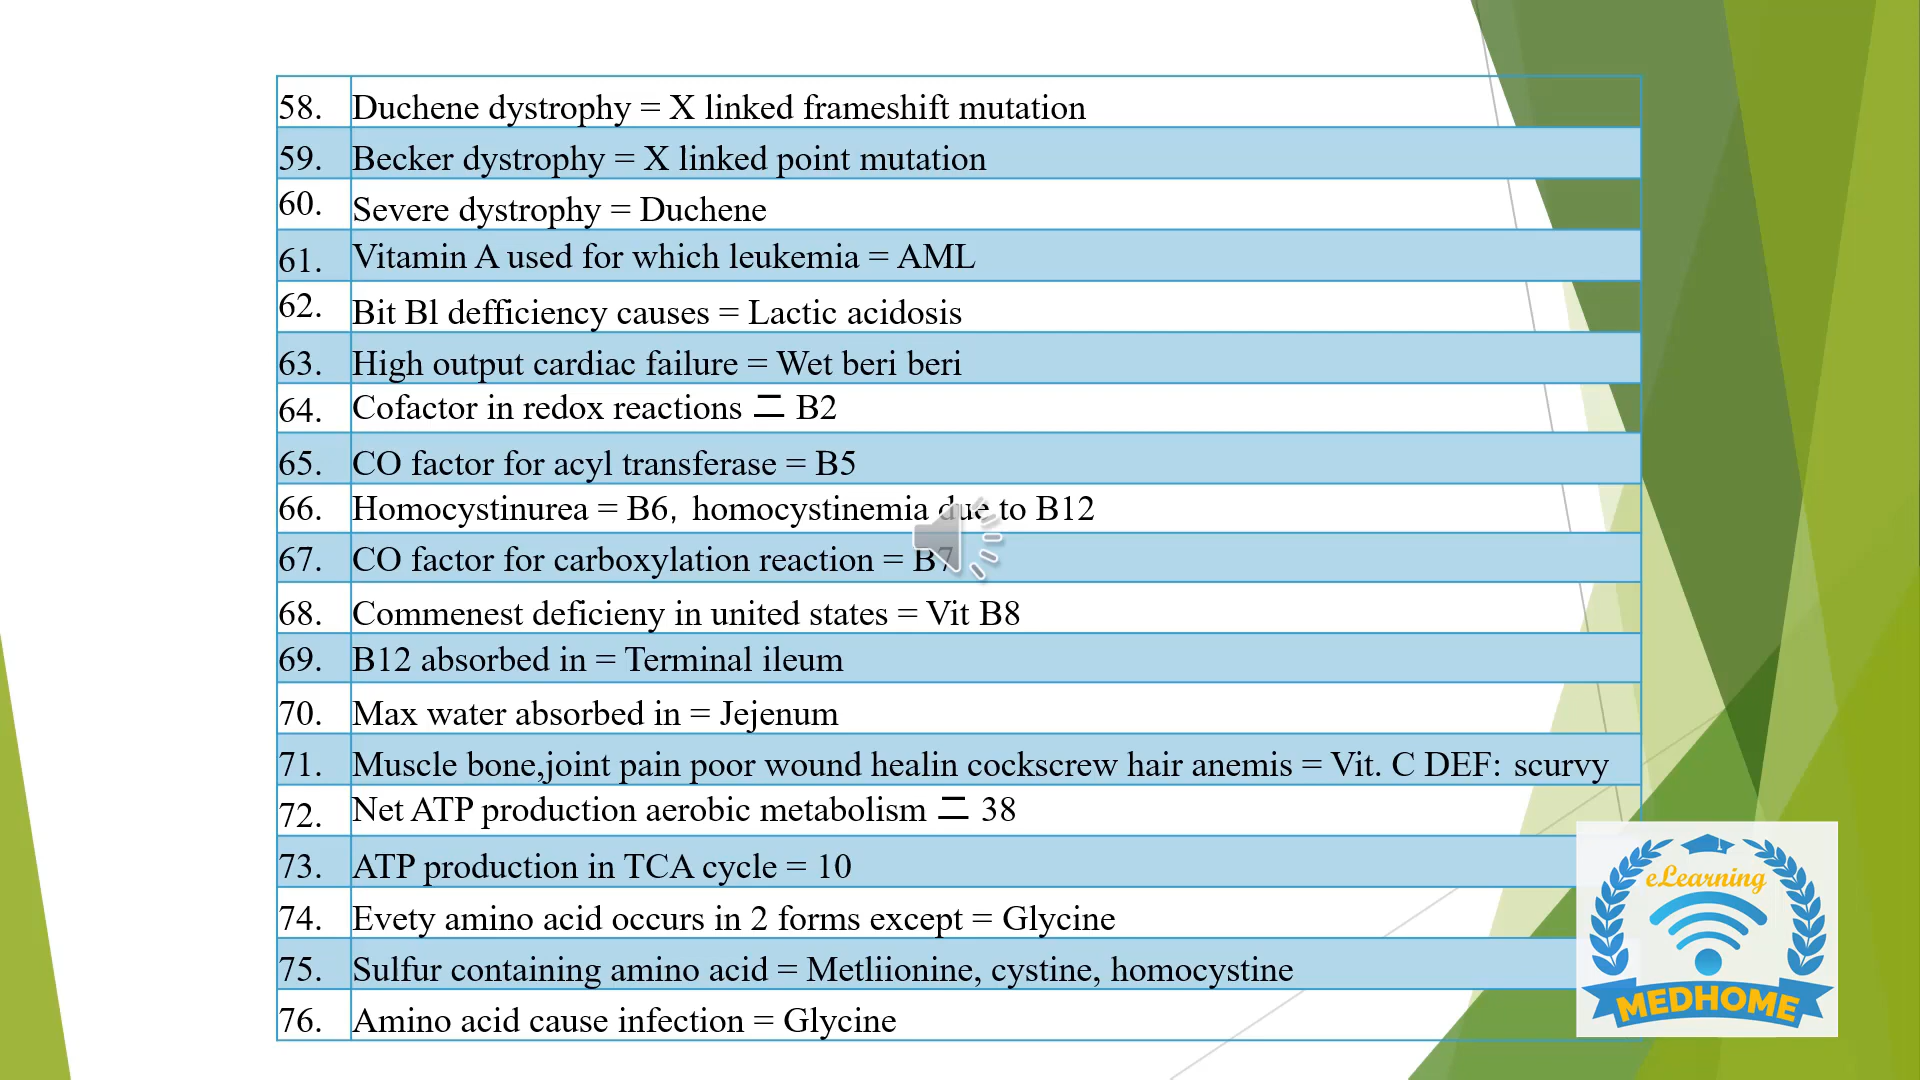 58. Duchene dystrophy = X linked frameshift mutation
59. Becker dystrophy = X linked point mutation
60. Severe dystrophy = Duchene
61. Vitamin A used for which leukemia = AML
62. Bit Bl defficiency causes = Lactic acidosis
63. High output cardiac failure = Wet beri beri
64. Cofactor in redox reactions 二 B2
65. CO factor for acyl transferase = B5
66. Homocystinurea = B6, homocystinemia due to B12
67. CO factor for carboxylation reaction = B7
68. Commenest deficieny in united states = Vit B8
69. B12 absorbed in = Terminal ileum
70. Max water absorbed in = Jejenum
71. Muscle bone,joint pain poor wound healin cockscrew hair anemis = Vit. C DEF: scurvy
72. Net ATP production aerobic metabolism 二 38
73. ATP production in TCA cycle = 10
74. Evety amino acid occurs in 2 forms except = Glycine
75. Sulfur containing amino acid = Metliionine, cystine, homocystine
76. Amino acid cause infection = Glycine
eLearning
MEDHOME